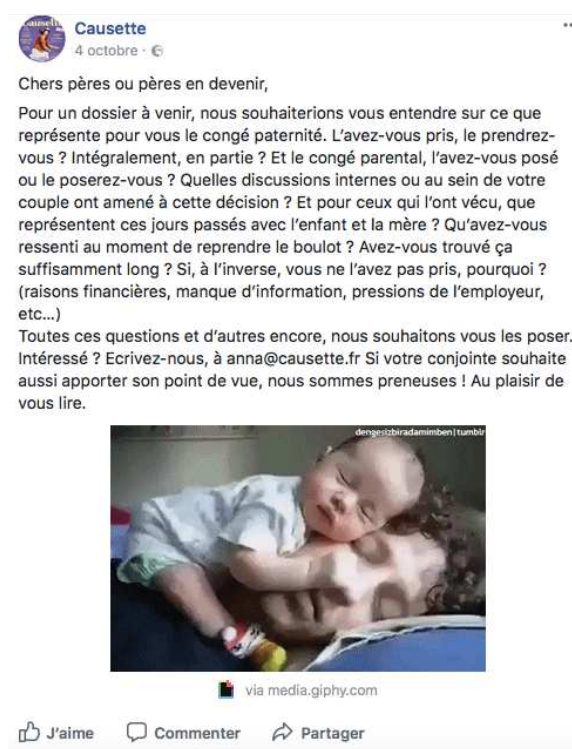 Causette
4 octobre ·
Chers pères ou pères en devenir,
Pour un dossier à venir, nous souhaiterions vous entendre sur ce que
représente pour vous le congé paternité. L'avez-vous pris, le prendrez-
vous ? Intégralement, en partie ? Et le congé parental, l'avez-vous posé
ou le poserez-vous ? Quelles discussions internes ou au sein de votre
couple ont amené à cette décision ? Et pour ceux qui l'ont vécu, que
représentent ces jours passés avec l'enfant et la mère ? Qu'avez-vous
ressenti au moment de reprendre le boulot ? Avez-vous trouvé ça
suffisamment long ? Si, à l'inverse, vous ne l'avez pas pris, pourquoi ?
(raisons financières, manque d'information, pressions de l'employeur,
etc...)
Toutes ces questions et d'autres encore, nous souhaitons vous les poser.
Intéressé ? Ecrivez-nous, à anna@causette.fr Si votre conjointe souhaite
aussi apporter son point de vue, nous sommes preneuses ! Au plaisir de
vous lire.
dengesizbiradamimben|tumblr
via media.giphy.com
J'aime Commenter Partager